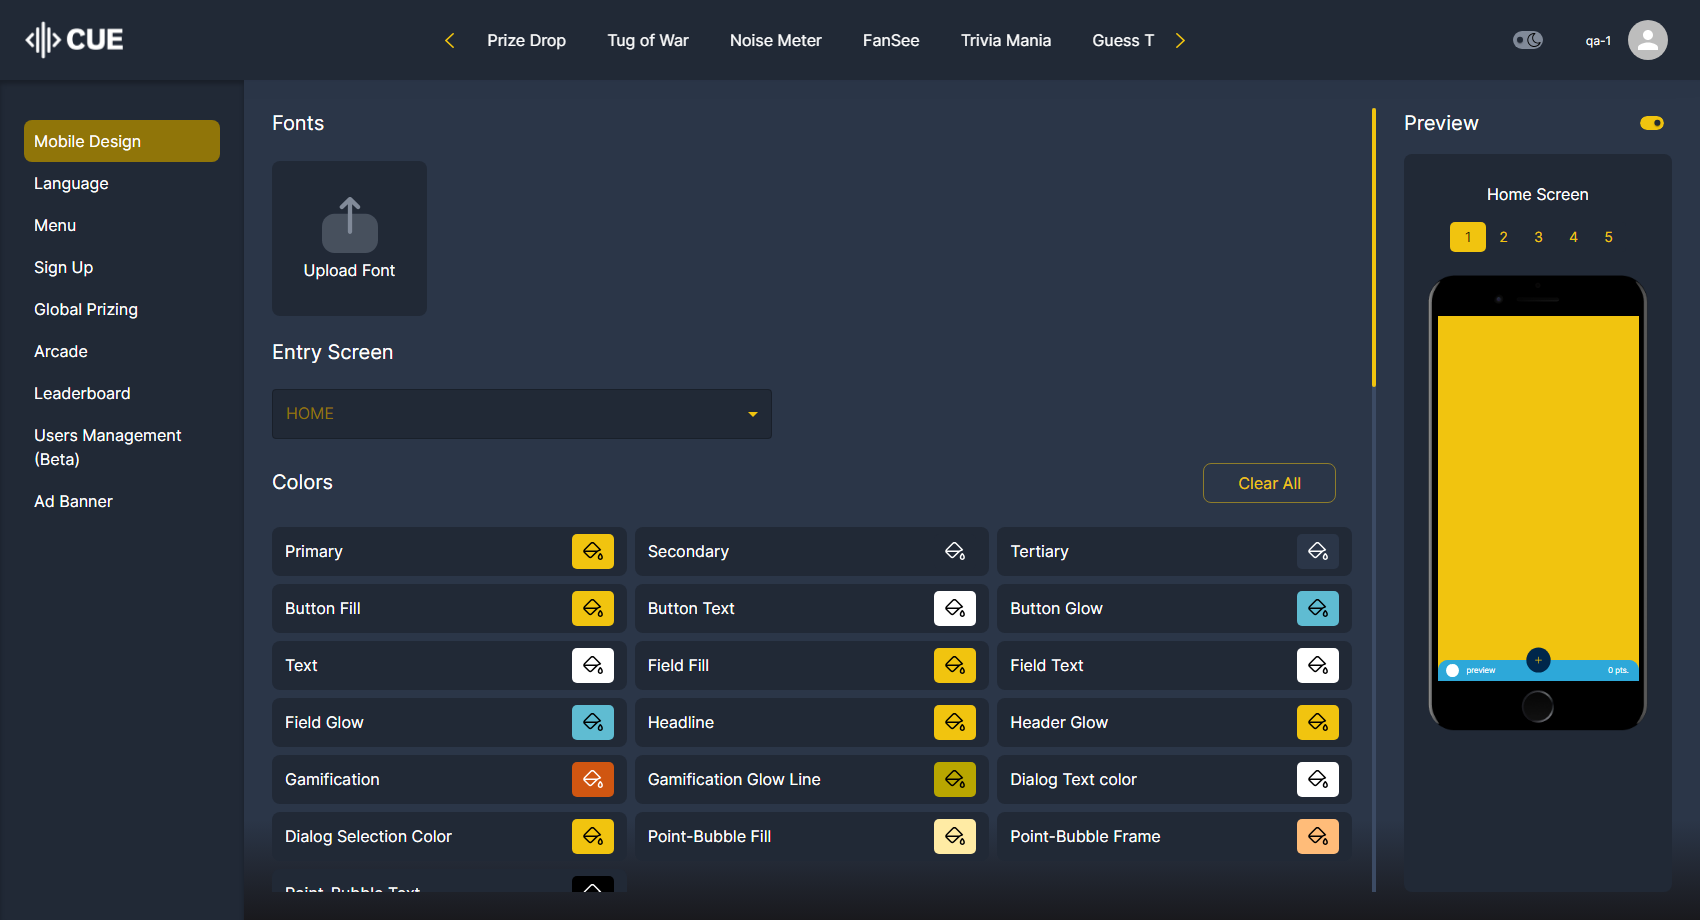 CUE
Prize Drop
Tug of War
Noise Meter
FanSee
Trivia Mania
Guess T
qa-1
Mobile Design
Language
Menu
Sign Up
Global Prizing
Arcade
Leaderboard
Users Management
(Beta)
Ad Banner
Fonts
Upload Font
Entry Screen
HOME
Colors
Clear All
Primary
Secondary
Tertiary
Button Fill
Button Text
Button Glow
Text
Field Fill
Field Text
Field Glow
Headline
Header Glow
Gamification
Gamification Glow Line
Dialog Text color
Dialog Selection Color
Point-Bubble Fill
Point-Bubble Frame
Point-Bubble Text
Preview
Home Screen
1 2 3 4 5
preview
0 pts.